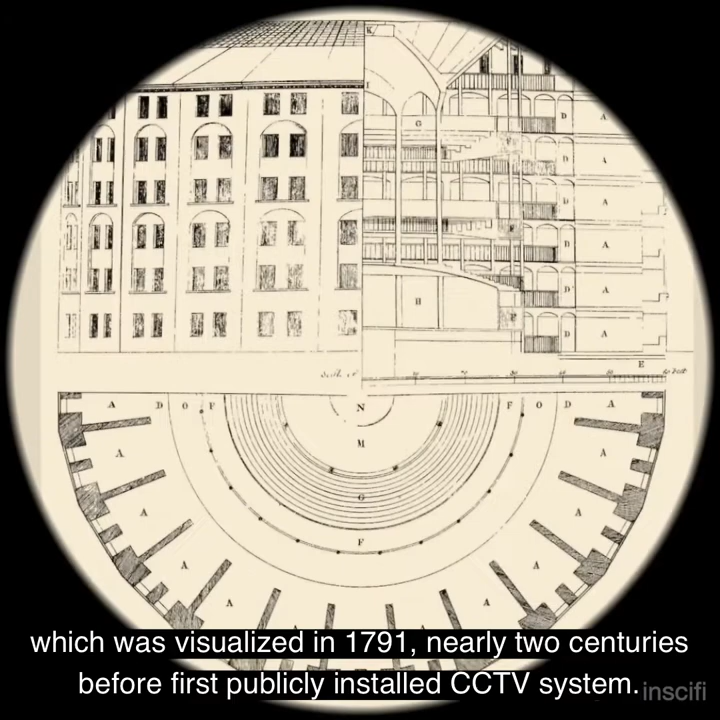 K
I
G
D A
D A
D A
D A
H
D A
D A
E
A D O F N F O D A
M
A A
G
A A
F
A A
A A
which was visualized in 1791, nearly two centuries
before first publicly installed CCTV system.
inscifi